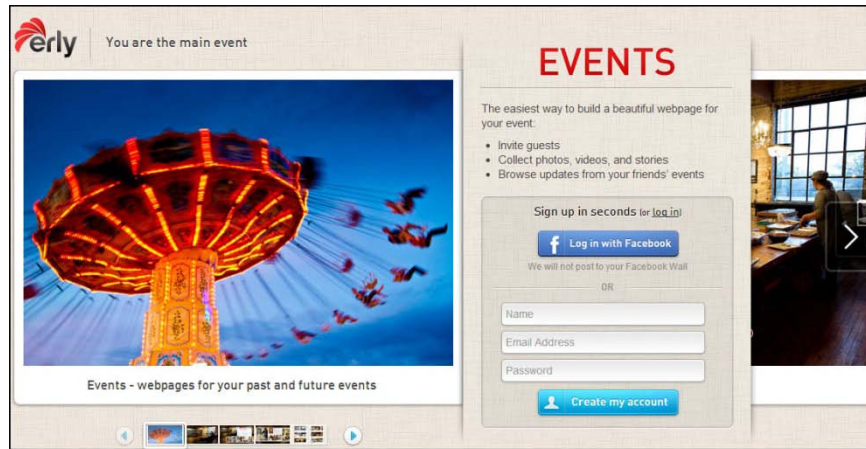 erly
You are the main event
EVENTS
The easiest way to build a beautiful webpage for
your event:
• Invite guests
• Collect photos, videos, and stories
• Browse updates from your friends' events
Sign up in seconds (or log in)
f Log in with Facebook
We will not post to your Facebook Wall
OR
Name
Email Address
Password
Create my account
Events - webpages for your past and future events